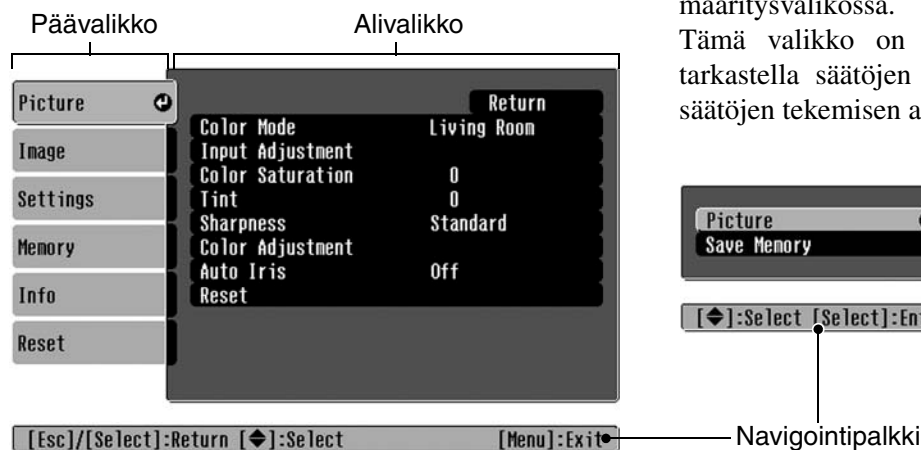 Päävalikko
Alivalikko
Picture
Image
Settings
Memory
Info
Reset
Return
Color Mode Living Room
Input Adjustment
Color Saturation 0
Tint 0
Sharpness Standard
Color Adjustment
Auto Iris Off
Reset
[Esc]/[Select]:Return [◆]:Select [Menu]:Exit
määritysvalikossa.
Tämä valikko on
tarkastella säätöjen
säätöjen tekemisen a
Picture
Save Memory
[◆]:Select [Select]:En
Navigointipalkki